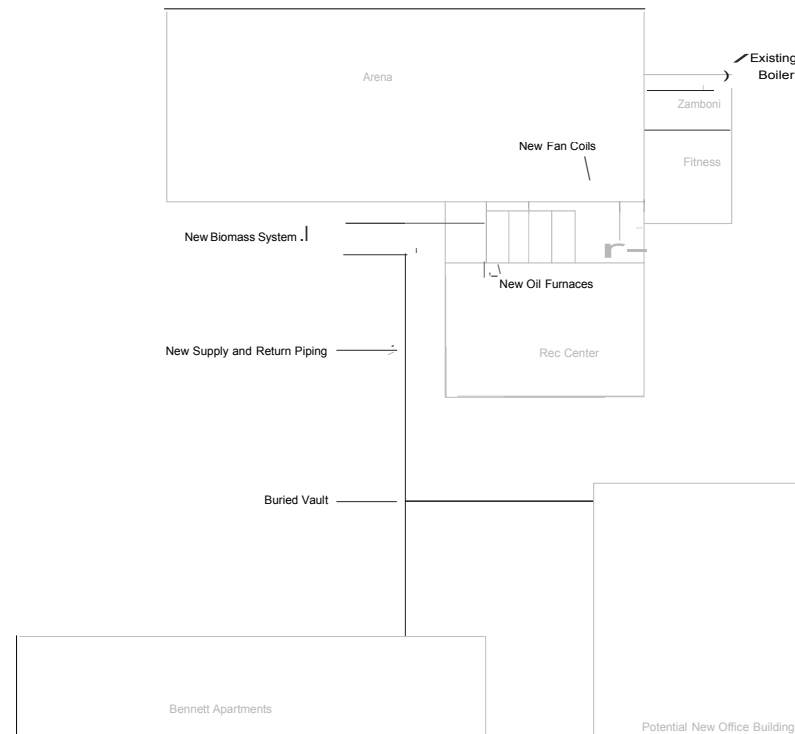 Existing
Boiler
Arena
Zamboni
New Fan Coils
Fitness
New Biomass System
New Oil Furnaces
New Supply and Return Piping
Rec Center
Buried Vault
Bennett Apartments
Potential New Office Building